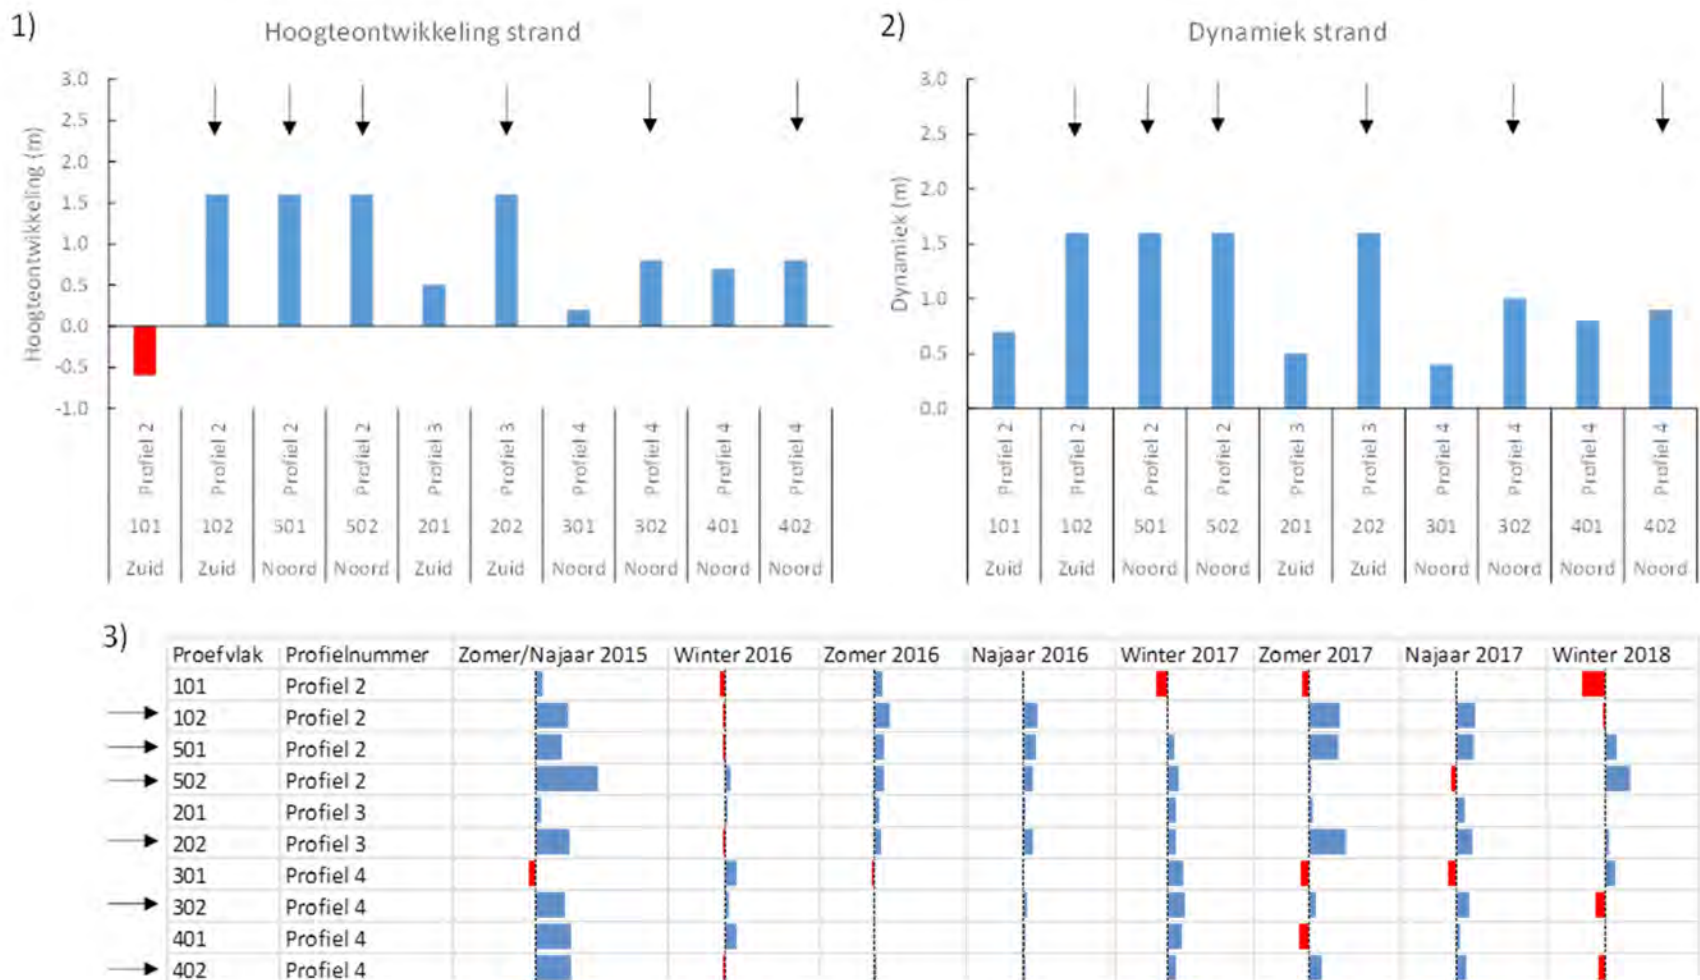 1)
Hoogteontwikkeling strand
Hoogteontwikkeling (m)
3.0
2.5
2.0
1.5
1.0
0.5
0.0
-0.5
-1.0
Profiel 2 Profiel 2 Profiel 2 Profiel 2 Profiel 3 Profiel 3 Profiel 4 Profiel 4 Profiel 4 Profiel 4
101 102 501 502 201 202 301 302 401 402
Zuid Zuid Noord Noord Zuid Zuid Noord Noord Noord Noord
2)
Dynamiek strand
Dynamiek (m)
3.0
2.5
2.0
1.5
1.0
0.5
0.0
Profiel 2 Profiel 2 Profiel 2 Profiel 2 Profiel 3 Profiel 3 Profiel 4 Profiel 4 Profiel 4 Profiel 4
101 102 501 502 201 202 301 302 401 402
Zuid Zuid Noord Noord Zuid Zuid Noord Noord Noord Noord
3)
Proefvlak Profielnummer Zomer/Najaar 2015 Winter 2016 Zomer 2016 Najaar 2016 Winter 2017 Zomer 2017 Najaar 2017 Winter 2018
101 Profiel 2
102 Profiel 2
501 Profiel 2
502 Profiel 2
201 Profiel 3
202 Profiel 3
301 Profiel 4
302 Profiel 4
401 Profiel 4
402 Profiel 4